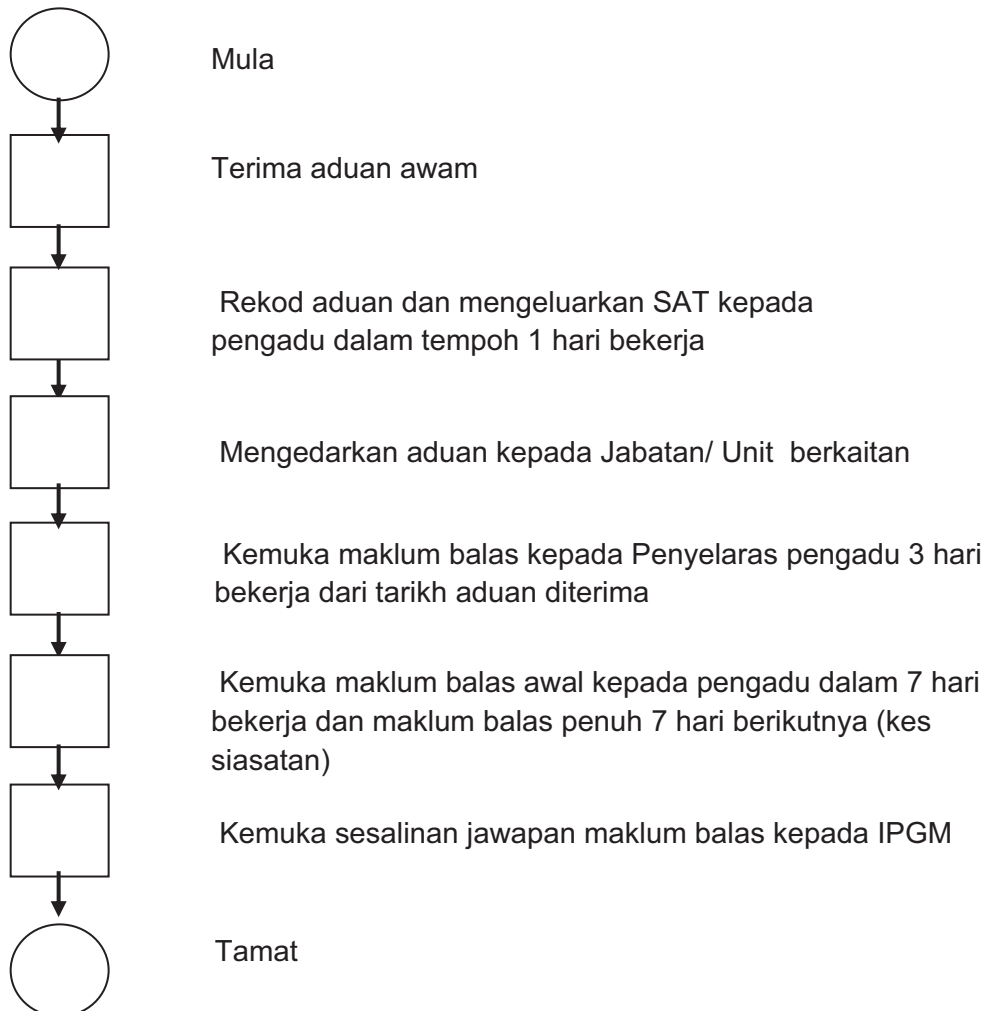 Mula
Terima aduan awam
Rekod aduan dan mengeluarkan SAT kepada
pengadu dalam tempoh 1 hari bekerja
Mengedarkan aduan kepada Jabatan/ Unit berkaitan
Kemuka maklum balas kepada Penyelaras pengadu 3 hari
bekerja dari tarikh aduan diterima
Kemuka maklum balas awal kepada pengadu dalam 7 hari
bekerja dan maklum balas penuh 7 hari berikutnya (kes
siasatan)
Kemuka sesalinan jawapan maklum balas kepada IPGM
Tamat